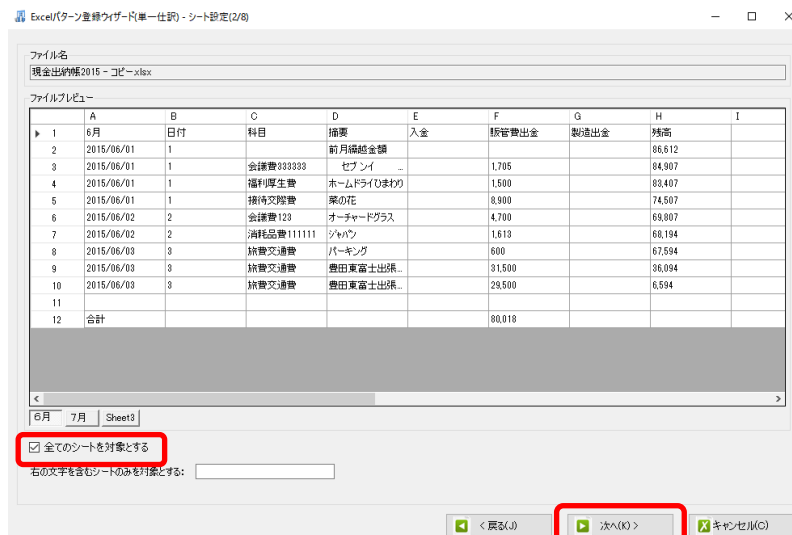 Excelパターン登録ウィザード(単一仕訳) - シート設定(2/8)
ファイル名
現金出納帳2015 - コピー.xlsx
ファイルプレビュー
A B C D E F G H I
1 6月 日付 科目 摘要 入金 販管費出金 製造出金 残高
2 2015/06/01 1 前月繰越金額 86,612
3 2015/06/01 1 会議費333333 セブンイ ... 1,705 84,907
4 2015/06/01 1 福利厚生費 ホームドライひまわり 1,500 83,407
5 2015/06/01 1 接待交際費 菜の花 8,900 74,507
6 2015/06/02 2 会議費123 オーチャードグラス 4,700 69,807
7 2015/06/02 2 消耗品費111111 ジャパン 1,613 68,194
8 2015/06/03 3 旅費交通費 パーキング 600 67,594
9 2015/06/03 3 旅費交通費 豊田東富士出張... 31,500 36,094
10 2015/06/03 3 旅費交通費 豊田東富士出張... 29,500 6,594
11
12 合計 80,018
6月 7月 Sheet3
全てのシートを対象とする
右の文字を含むシートのみを対象とする:
< 戻る(J) 次へ(K) > キャンセル(C)